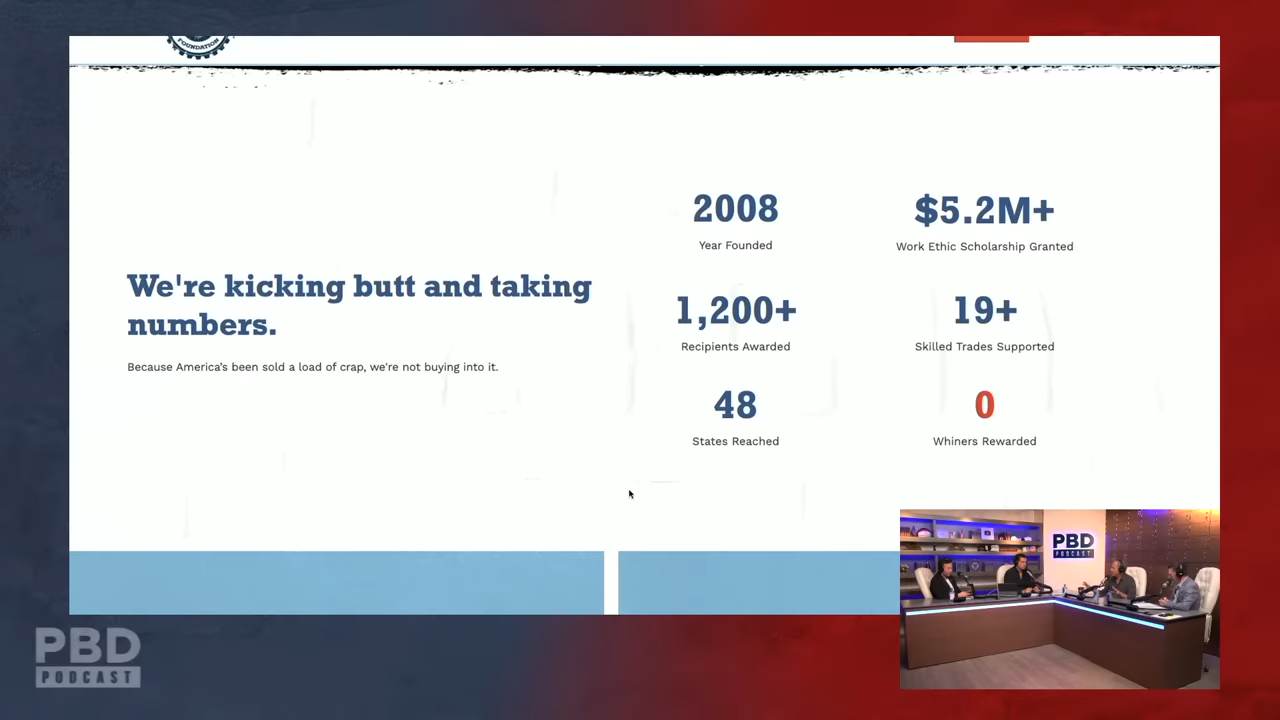 FOUNDATION
We're kicking butt and taking
numbers.
Because America's been sold a load of crap, we're not buying into it.
2008
Year Founded
$5.2M+
Work Ethic Scholarship Granted
1,200+
Recipients Awarded
19+
Skilled Trades Supported
48
States Reached
0
Whiners Rewarded
PBD
PODCAST
PBD
PODCAST